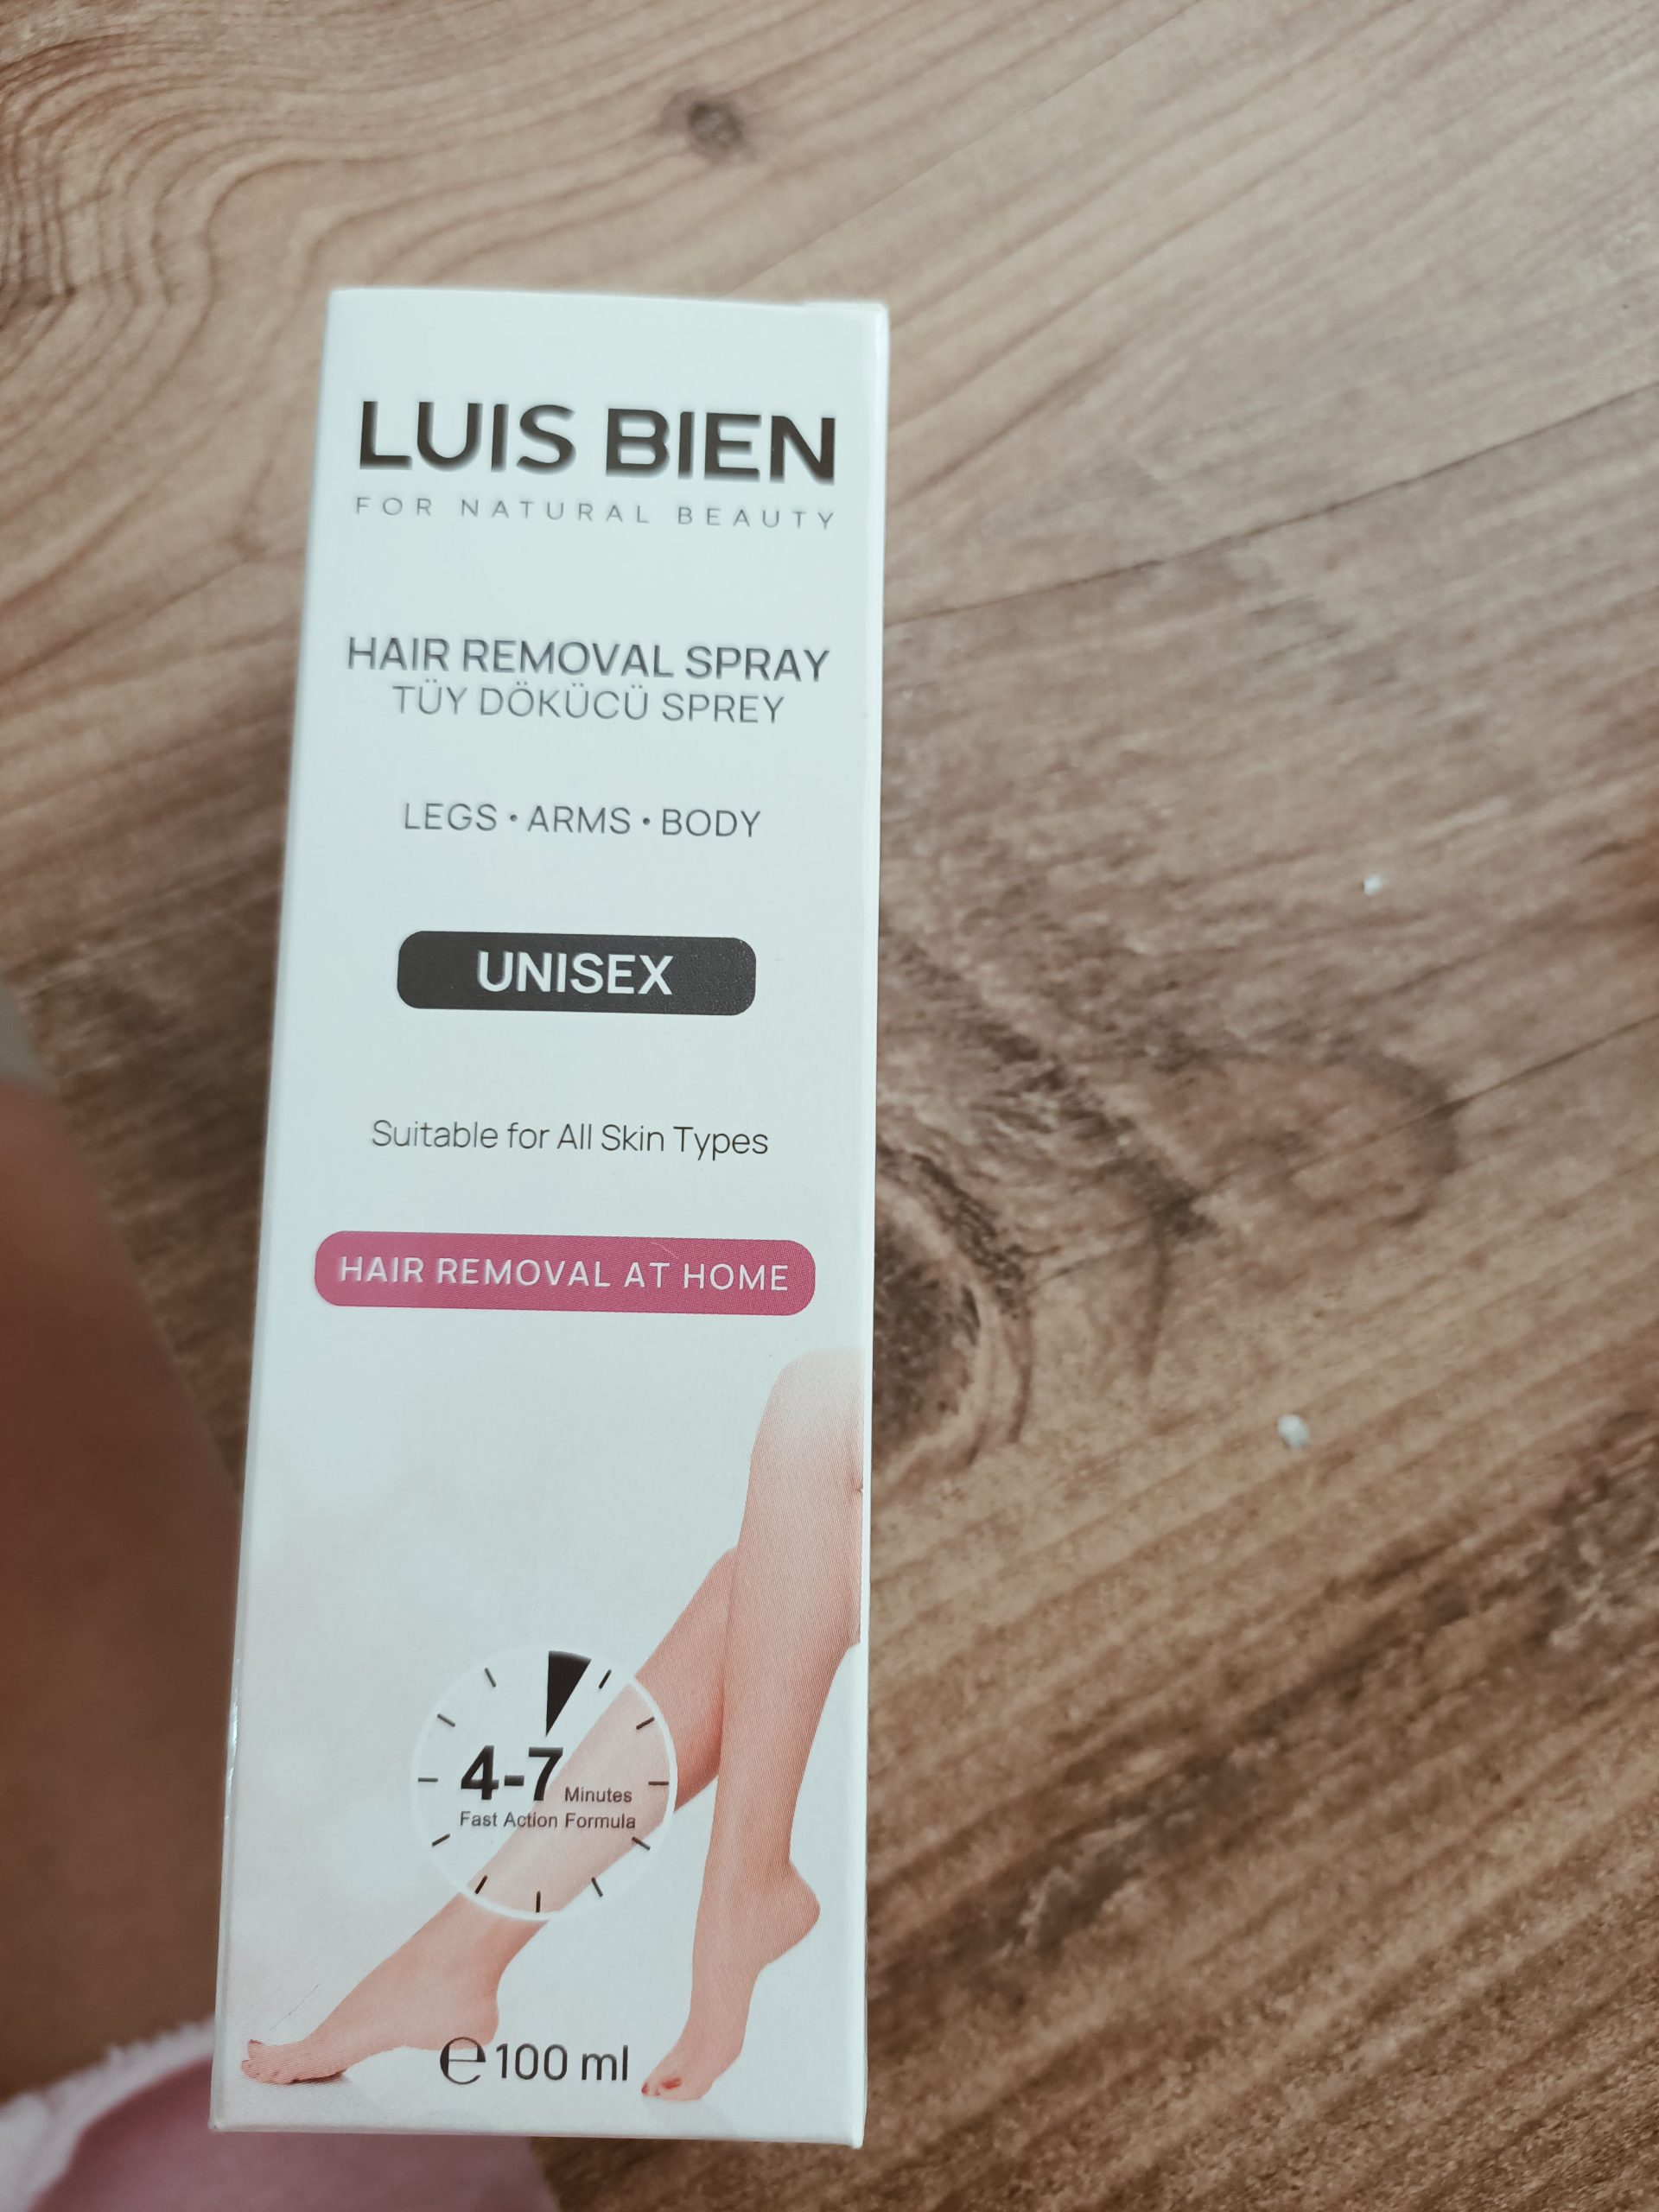 LUIS BIEN
FOR NATURAL BEAUTY
HAIR REMOVAL SPRAY
TÜY DÖKÜCÜ SPREY
LEGS • ARMS • BODY
UNISEX
Suitable for All Skin Types
HAIR REMOVAL AT HOME
4-7 Minutes
Fast Action Formula
℮100 ml